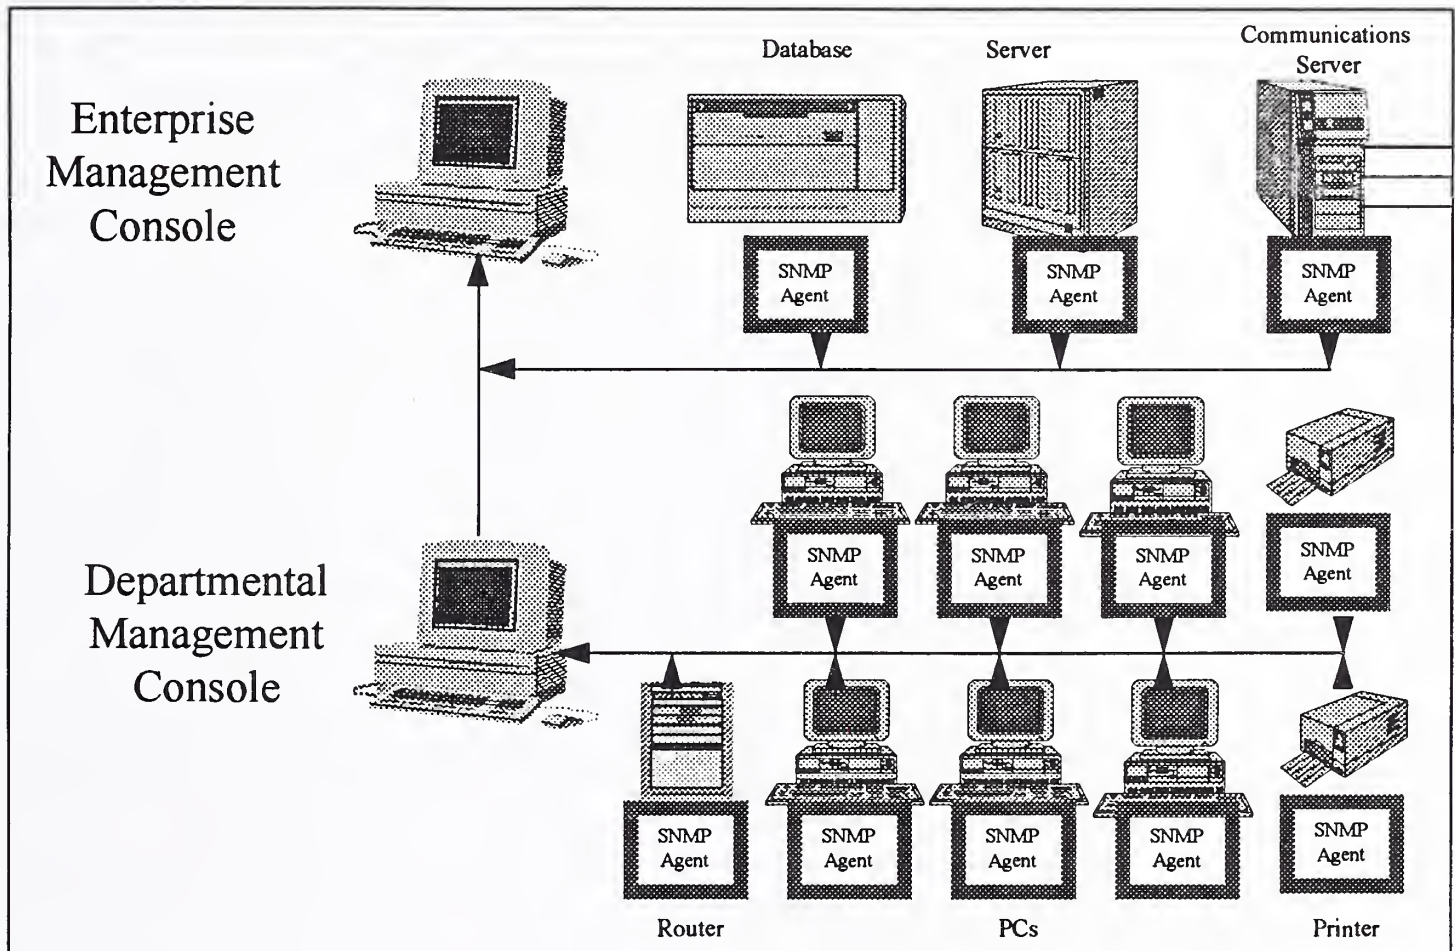 Database
Server
Communications
Server
Enterprise
Management
Console
SNMP
Agent
SNMP
Agent
SNMP
Agent
SNMP
Agent
SNMP
Agent
SNMP
Agent
SNMP
Agent
Departmental
Management
Console
SNMP
Agent
SNMP
Agent
SNMP
Agent
SNMP
Agent
SNMP
Agent
Router
PCs
Printer